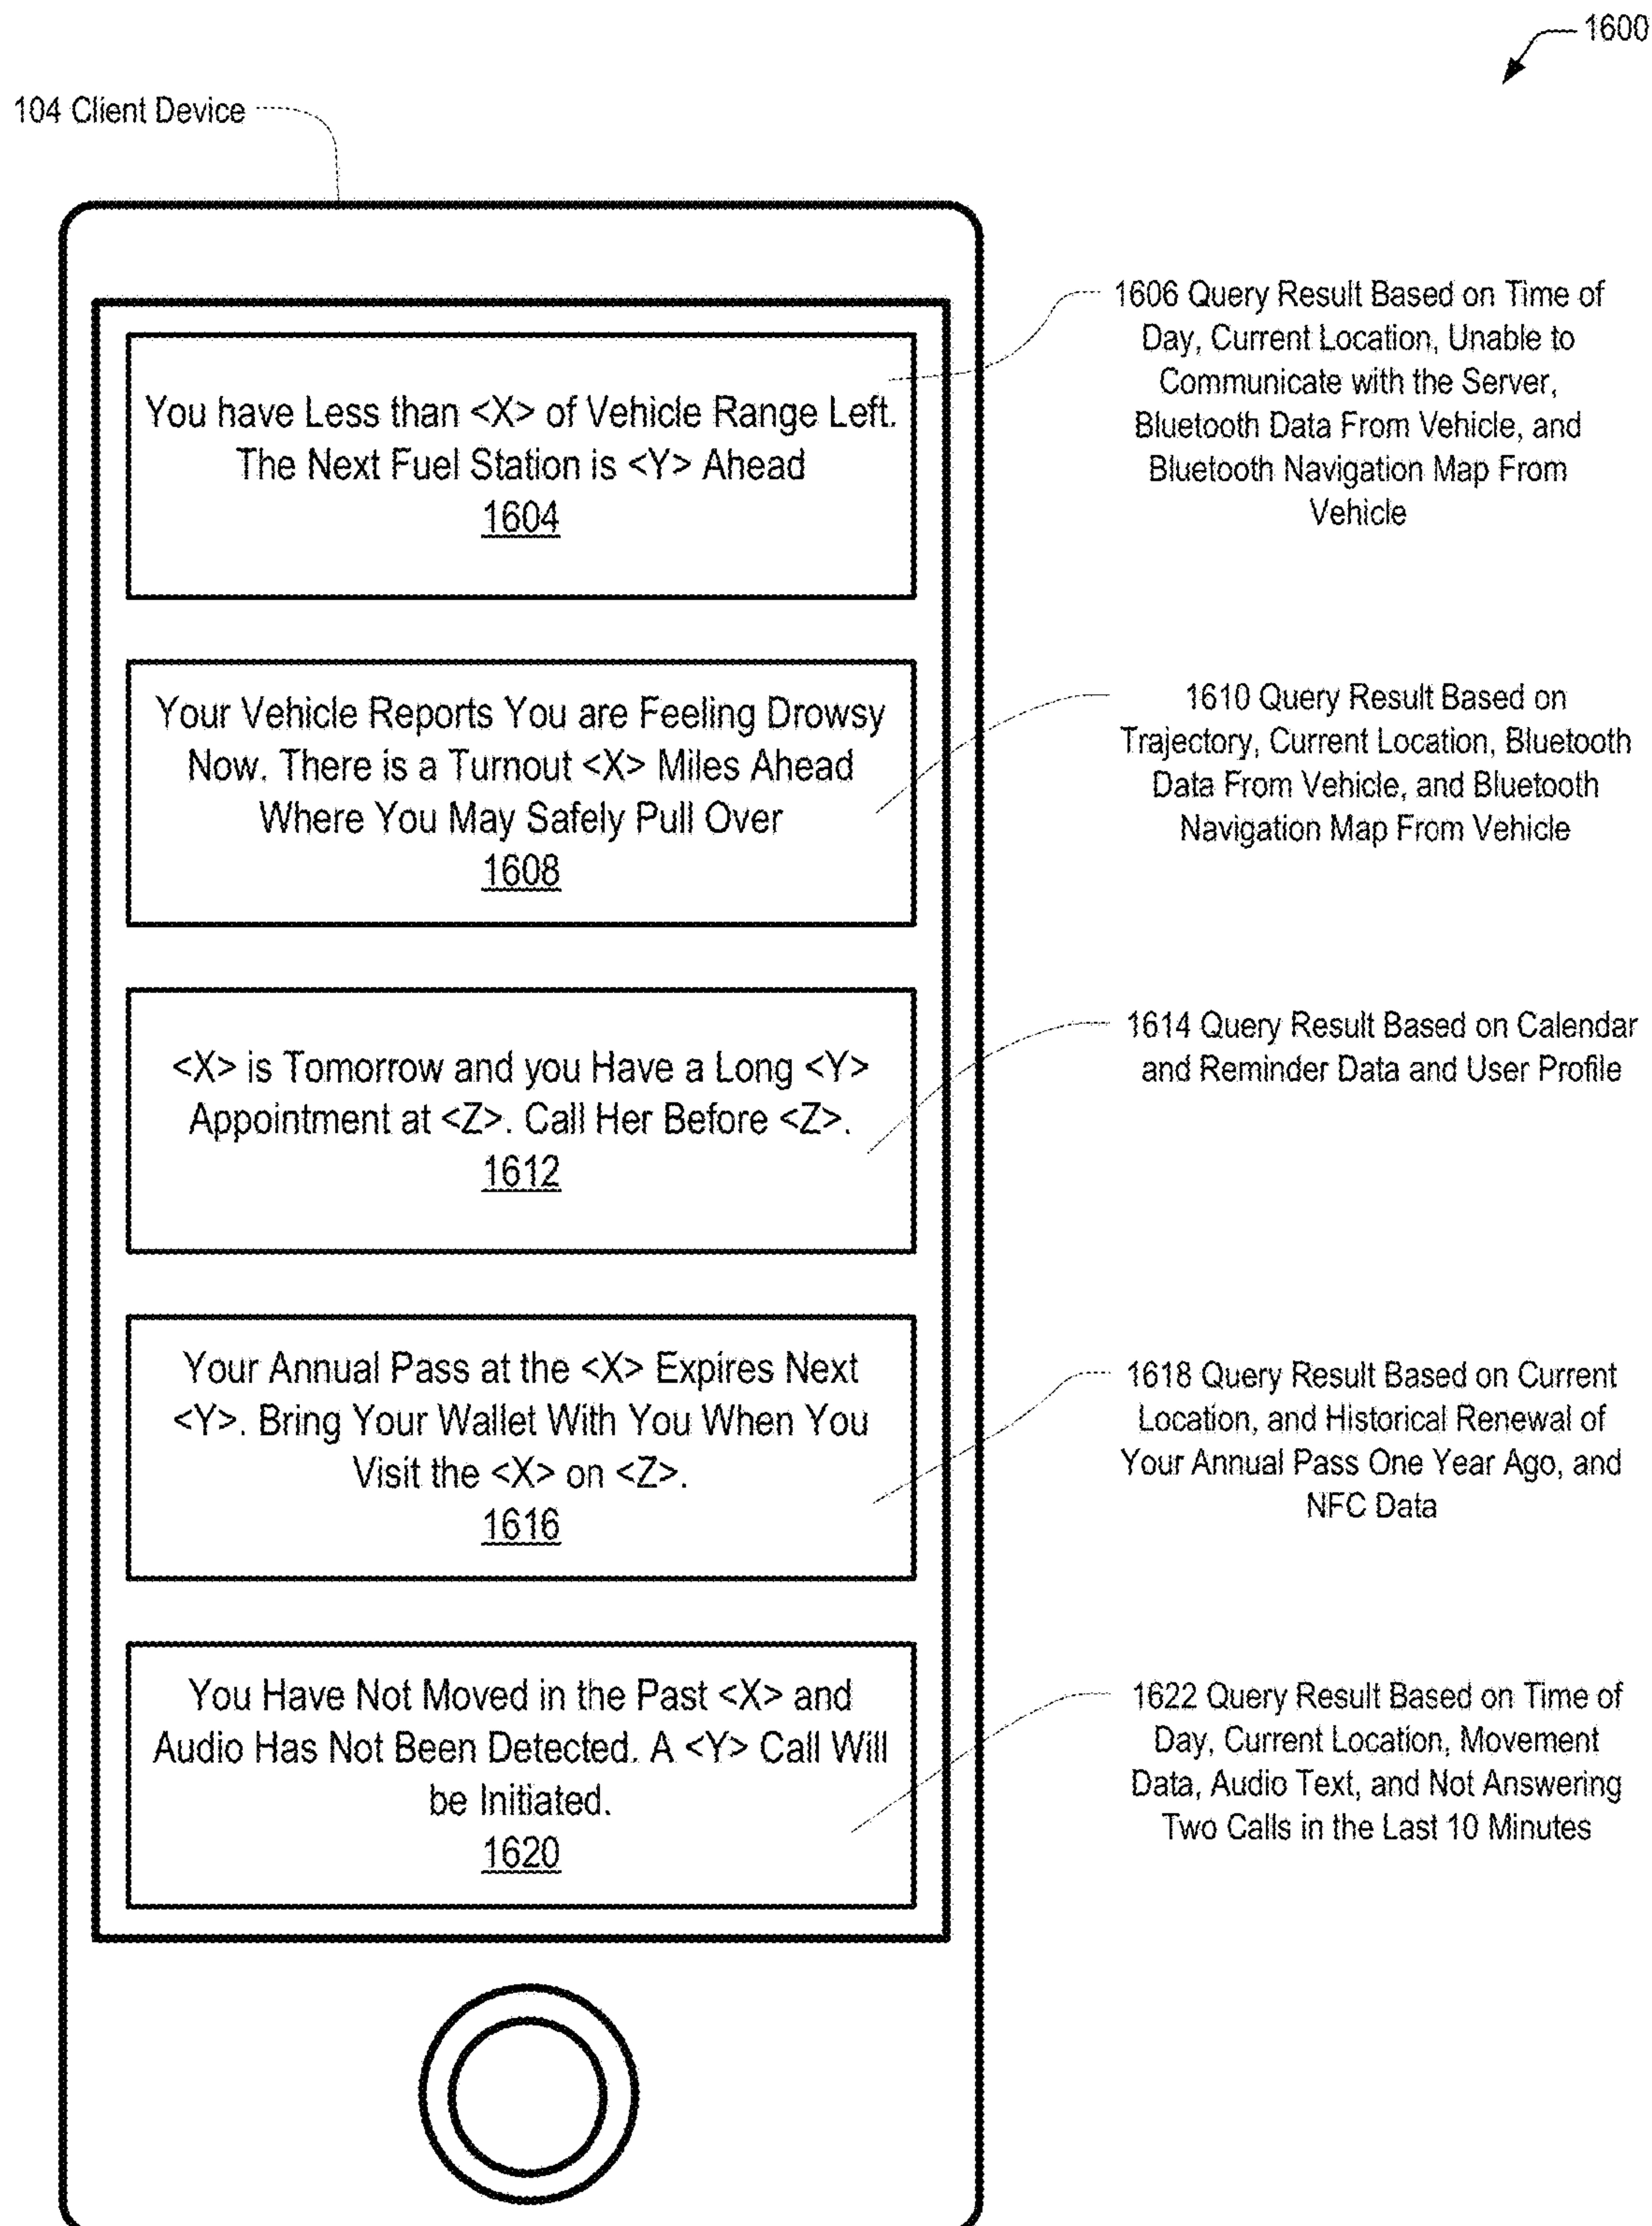 1600
104 Client Device
You have Less than <X> of Vehicle Range Left.
The Next Fuel Station is <Y> Ahead
1604
1606 Query Result Based on Time of
Day, Current Location, Unable to
Communicate with the Server,
Bluetooth Data From Vehicle, and
Bluetooth Navigation Map From
Vehicle
Your Vehicle Reports You are Feeling Drowsy
Now. There is a Turnout <X> Miles Ahead
Where You May Safely Pull Over
1608
1610 Query Result Based on
Trajectory, Current Location, Bluetooth
Data From Vehicle, and Bluetooth
Navigation Map From Vehicle
<X> is Tomorrow and you Have a Long <Y>
Appointment at <Z>. Call Her Before <Z>.
1612
1614 Query Result Based on Calendar
and Reminder Data and User Profile
Your Annual Pass at the <X> Expires Next
<Y>. Bring Your Wallet With You When You
Visit the <X> on <Z>.
1616
1618 Query Result Based on Current
Location, and Historical Renewal of
Your Annual Pass One Year Ago, and
NFC Data
You Have Not Moved in the Past <X> and
Audio Has Not Been Detected. A <Y> Call Will
be Initiated.
1620
1622 Query Result Based on Time of
Day, Current Location, Movement
Data, Audio Text, and Not Answering
Two Calls in the Last 10 Minutes